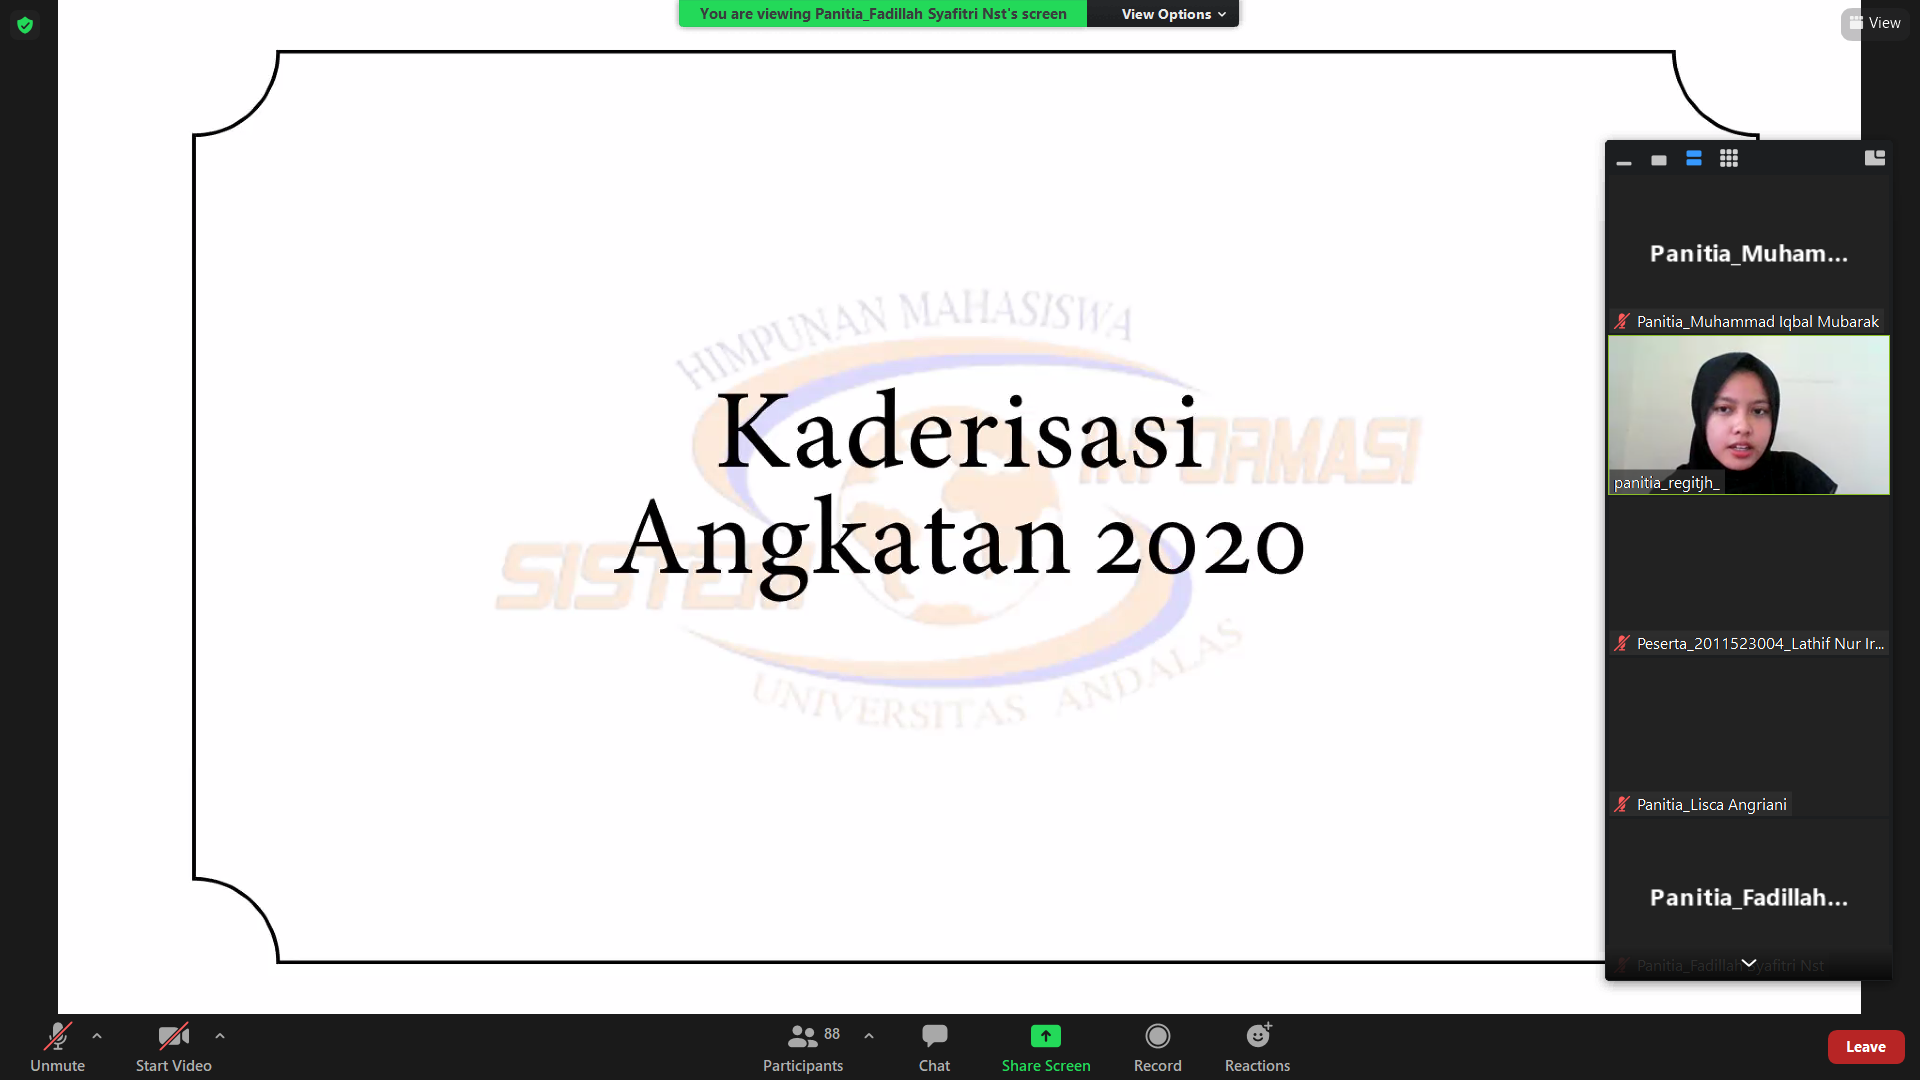 You are viewing Panitia_Fadillah Syafitri Nst's screen
View Options
View
HIMPUNAN MAHASISWA
Kaderisasi
INFORMASI
Angkatan 2020
SISTEM
UNIVERSITAS ANDALAS
Panitia_Muham...
Panitia_Muhammad Iqbal Mubarak
panitia_regitjh_
Peserta_2011523004_Lathif Nur Ir...
Panitia_Lisca Angriani
Panitia_Fadillah...
Panitia_Fadillah Syafitri Nst
Unmute
Start Video
88
Participants
Chat
Share Screen
Record
Reactions
Leave